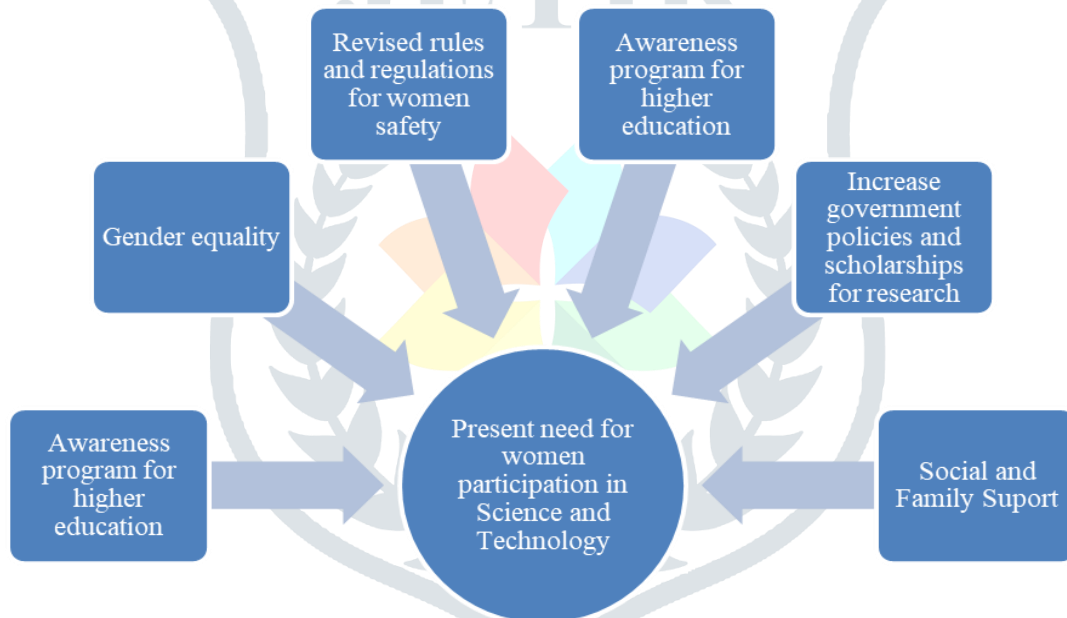 Revised rules
and regulations
for women
safety
Awareness
program for
higher
education
Gender equality
Increase
government
policies and
scholarships
for research
Awareness
program for
higher
education
Present need for
women
participation in
Science and
Technology
Social and
Family Suport